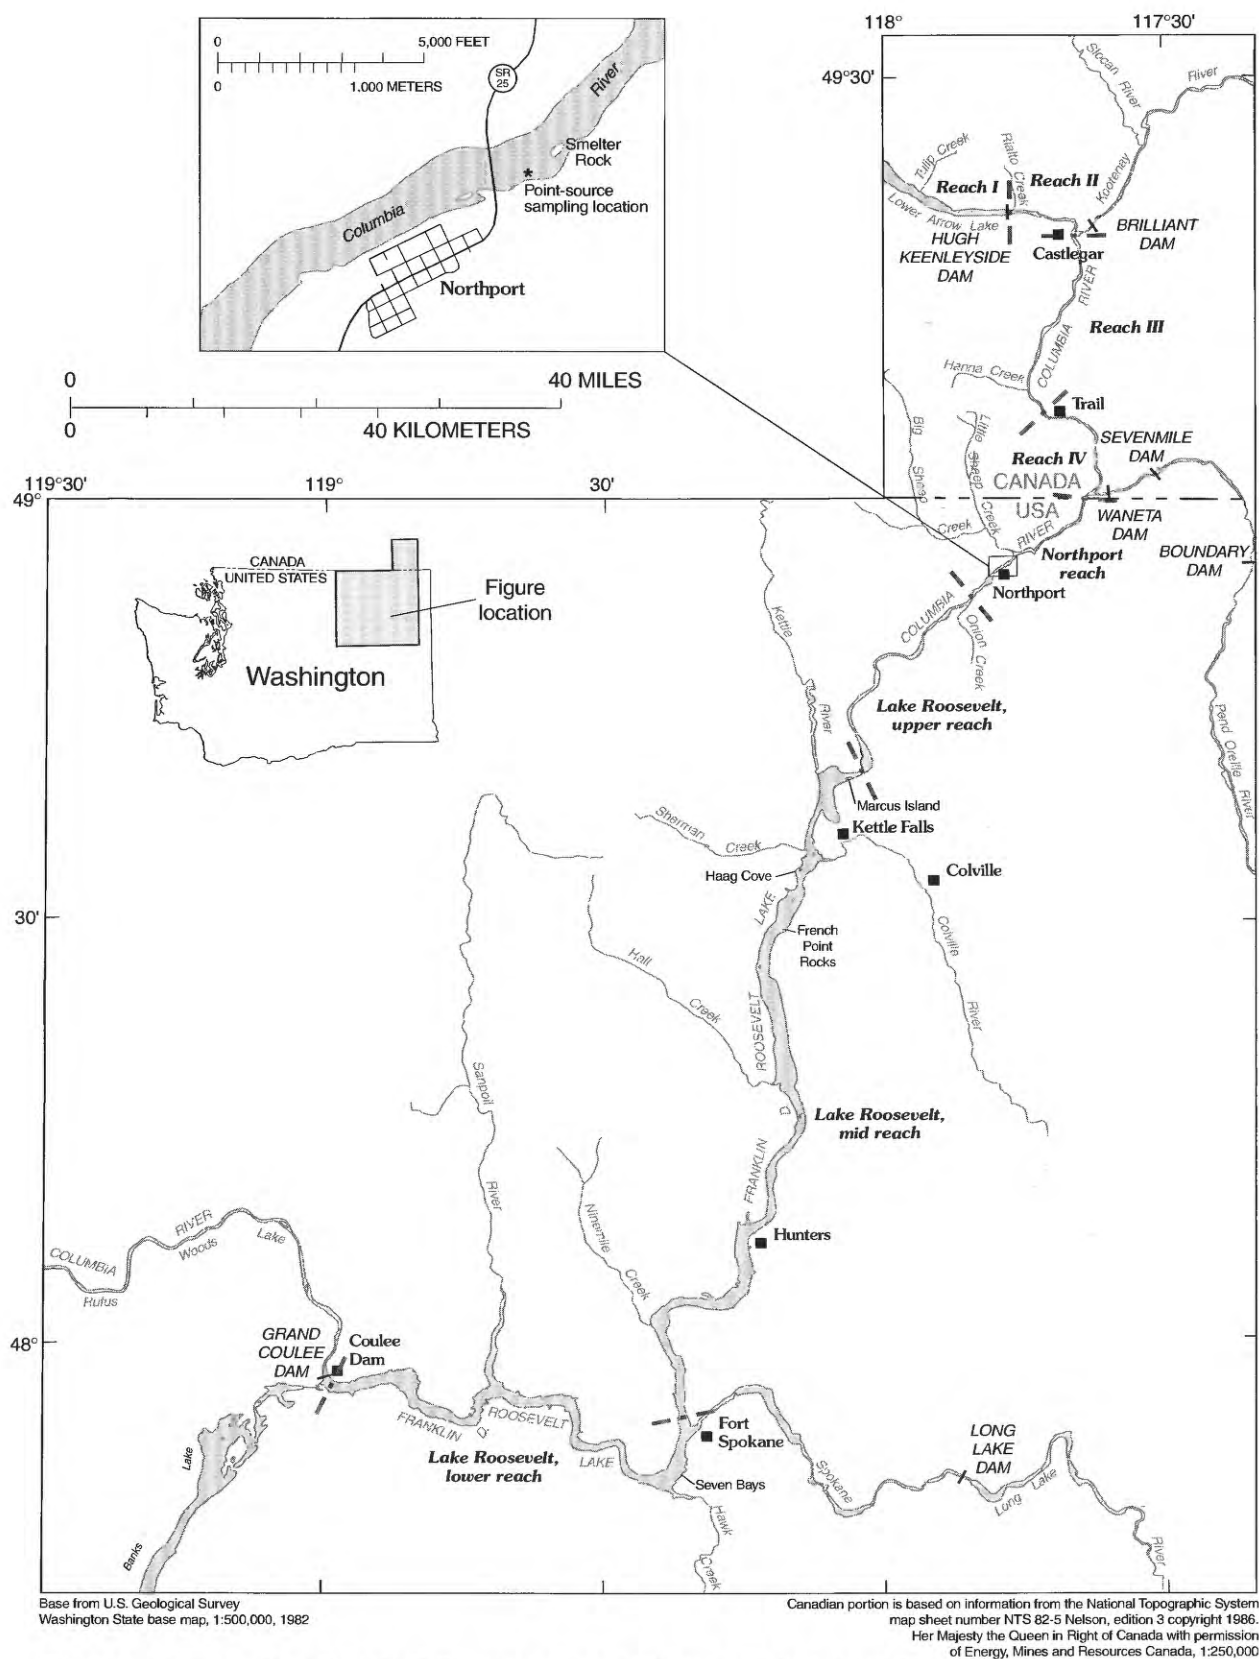 118°
117°30'
49°30'
0
5,000 FEET
0
1,000 METERS
SR
25
River
Smelter
Rock
*
Point-source
sampling location
Columbia
Northport
Slocan
River
River
Tulip Creek
Rialto
Creek
Reach I
Reach II
Kootenay
Lower Arrow Lake
HUGH
KEENLEYSIDE
DAM
Castlegar
X
BRILLIANT
DAM
COLUMBIA
RIVER
Reach III
Hanna Creek
Trail
Big
Sheep
Creek
Little
Sheep
Creek
Reach IV
SEVENMILE
DAM
CANADA
USA
WANETA
DAM
BOUNDARY
DAM
RIVER
Northport
reach
Northport
COLUMBIA
Onion
Creek
0
40 MILES
0
40 KILOMETERS
119°30'
119°
30'
49°
CANADA
UNITED STATES
Figure
location
Washington
Kettle
River
Lake Roosevelt,
upper reach
Pend Oreille
River
Marcus Island
Kettle Falls
Sherman
Creek
Haag Cove
Colville
LAKE
30'
French
Point
Rocks
Colville
River
Hall
Creek
ROOSEVELT
Sanpoil
River
Lake Roosevelt,
mid reach
FRANKLIN
Ninemile
Creek
Hunters
COLUMBIA
RIVER
Rufus
Woods
Lake
48°
GRAND
COULEE
DAM
Coulee
Dam
FRANKLIN
ROOSEVELT
LAKE
Lake Roosevelt,
lower reach
Fort
Spokane
Seven Bays
Spokane
LONG
LAKE
DAM
Long Lake
River
Hawk
Creek
Lake
Banks
Base from U.S. Geological Survey
Washington State base map, 1:500,000, 1982
Canadian portion is based on information from the National Topographic System
map sheet number NTS 82-5 Nelson, edition 3 copyright 1986.
Her Majesty the Queen in Right of Canada with permission
of Energy, Mines and Resources Canada, 1:250,000